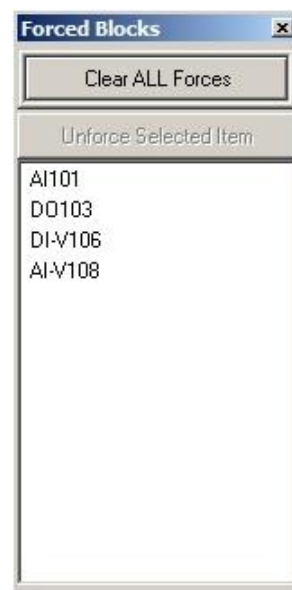 Forced Blocks
Clear ALL Forces
Unforce Selected Item
AI101
DO103
DI-V106
AI-V108